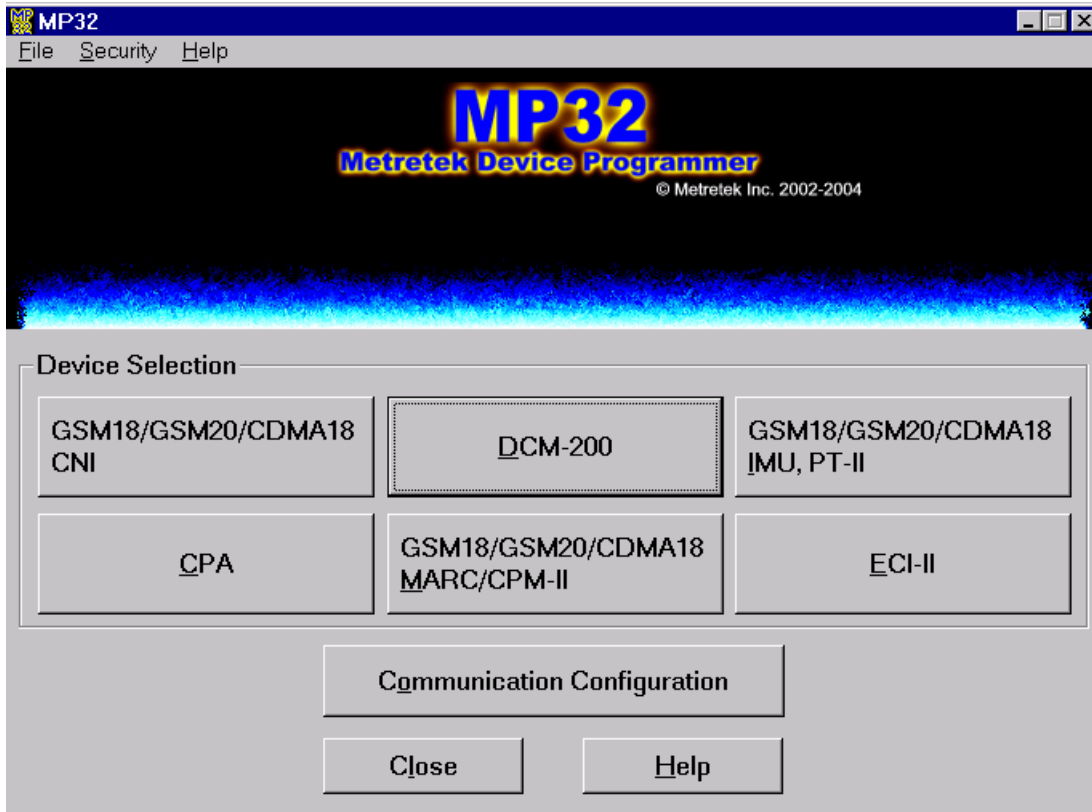 MP32
File Security Help
MP32
Metretek Device Programmer
© Metretek Inc. 2002-2004
Device Selection
GSM18/GSM20/CDMA18
CNI
DCM-200
GSM18/GSM20/CDMA18
IMU, PT-II
CPA
GSM18/GSM20/CDMA18
MARC/CPM-II
ECI-II
Communication Configuration
Close
Help